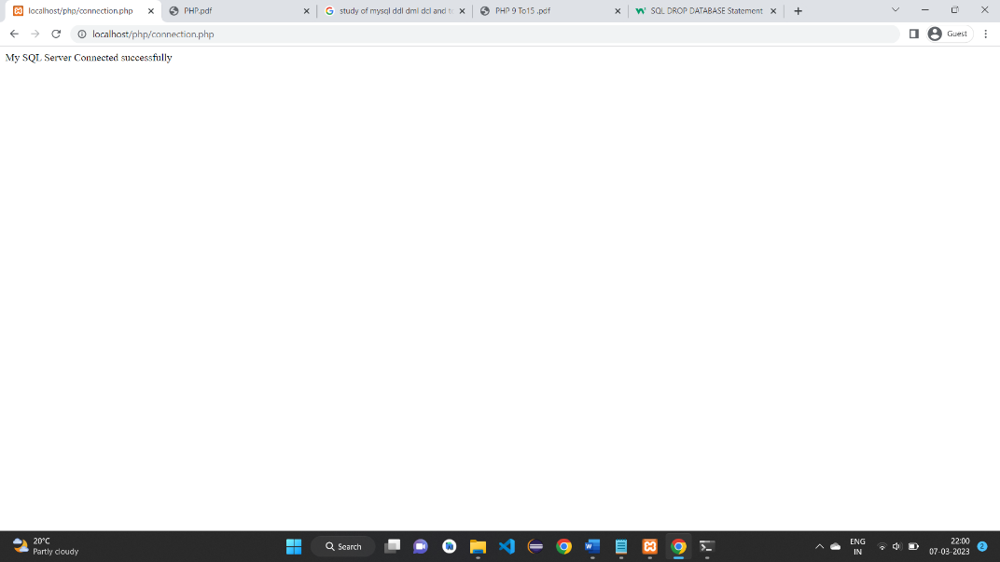 localhost/php/connection.php
PHP.pdf
study of mysql ddl dml dcl and tc
PHP 9 To15 .pdf
SQL DROP DATABASE Statement
localhost/php/connection.php
Guest
My SQL Server Connected successfully
20°C
Partly cloudy
Search
ENG
IN
22:00
07-03-2023
2